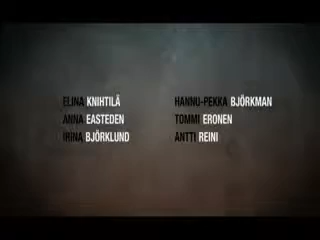 ELINA KNIHTILÄ
ANNA EASTEDEN
IRINA BJÖRKLUND
HANNU-PEKKA BJÖRKMAN
TOMMI ERONEN
ANTTI REINI